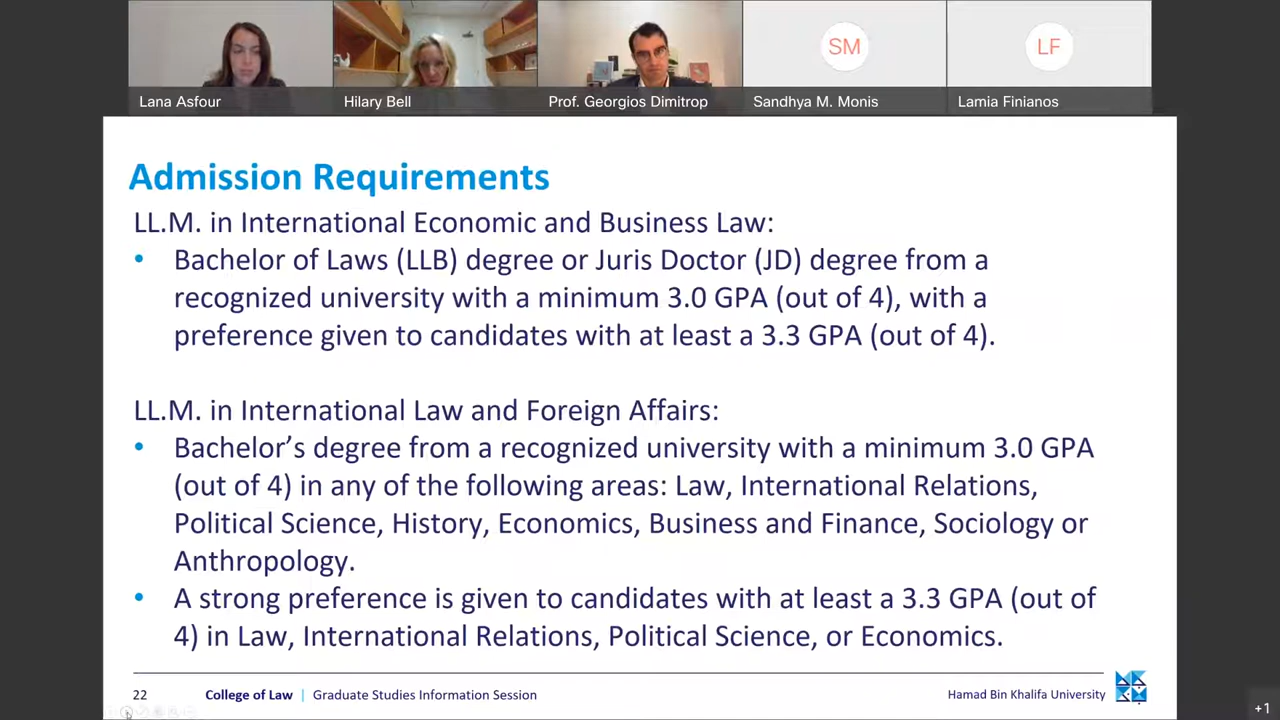 SM
LF
Lana Asfour
Hilary Bell
Prof. Georgios Dimitrop
Sandhya M. Monis
Lamia Finianos
Admission Requirements
LL.M. in International Economic and Business Law:
• Bachelor of Laws (LLB) degree or Juris Doctor (JD) degree from a
recognized university with a minimum 3.0 GPA (out of 4), with a
preference given to candidates with at least a 3.3 GPA (out of 4).
LL.M. in International Law and Foreign Affairs:
• Bachelor’s degree from a recognized university with a minimum 3.0 GPA
(out of 4) in any of the following areas: Law, International Relations,
Political Science, History, Economics, Business and Finance, Sociology or
Anthropology.
• A strong preference is given to candidates with at least a 3.3 GPA (out of
4) in Law, International Relations, Political Science, or Economics.
22 College of Law | Graduate Studies Information Session Hamad Bin Khalifa University
+1